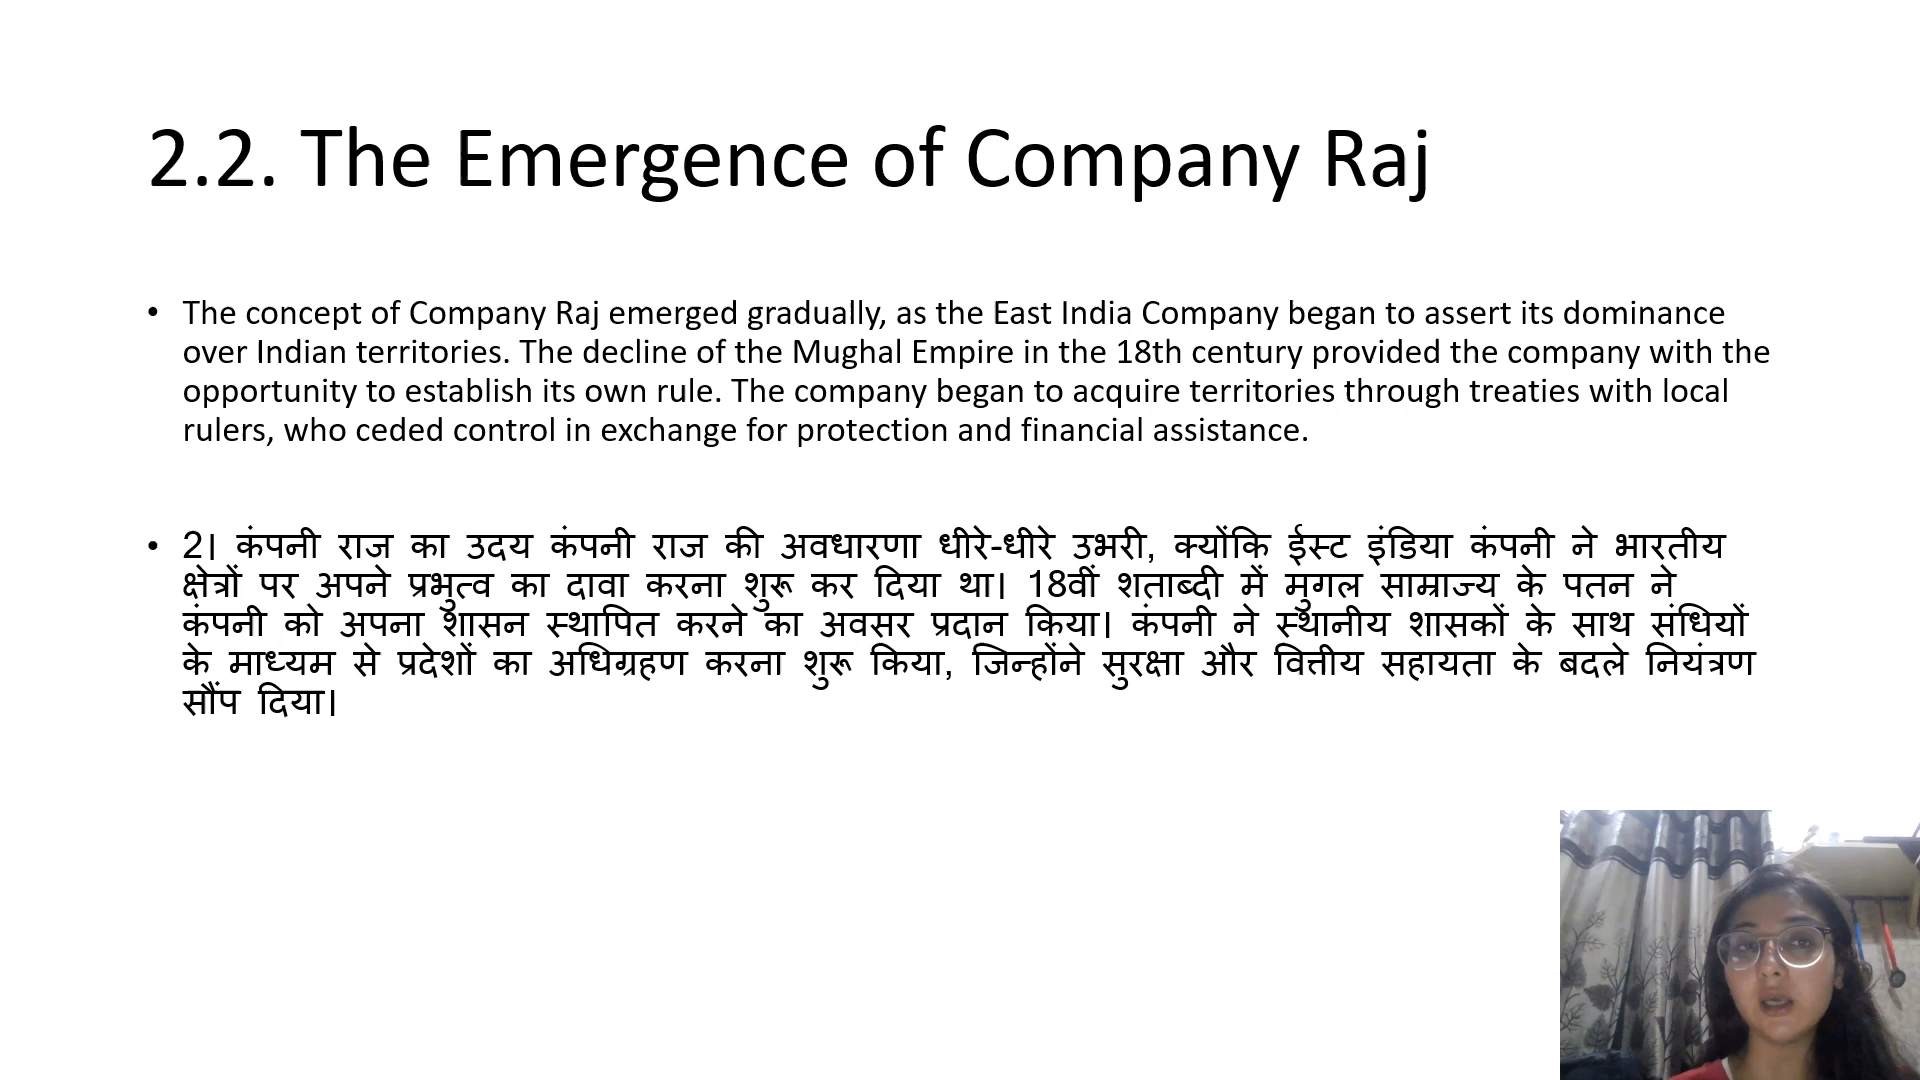 2.2. The Emergence of Company Raj
• The concept of Company Raj emerged gradually, as the East India Company began to assert its dominance
over Indian territories. The decline of the Mughal Empire in the 18th century provided the company with the
opportunity to establish its own rule. The company began to acquire territories through treaties with local
rulers, who ceded control in exchange for protection and financial assistance.
• 2। कंपनी राज का उदय कंपनी राज की अवधारणा धीरे-धीरे उभरी, क्योंकि ईस्ट इंडिया कंपनी ने भारतीय
क्षेत्रों पर अपने प्रभुत्व का दावा करना शुरू कर दिया था। 18वीं शताब्दी में मुगल साम्राज्य के पतन ने
कंपनी को अपना शासन स्थापित करने का अवसर प्रदान किया। कंपनी ने स्थानीय शासकों के साथ संधियों
के माध्यम से प्रदेशों का अधिग्रहण करना शुरू किया, जिन्होंने सुरक्षा और वित्तीय सहायता के बदले नियंत्रण
सौंप दिया।